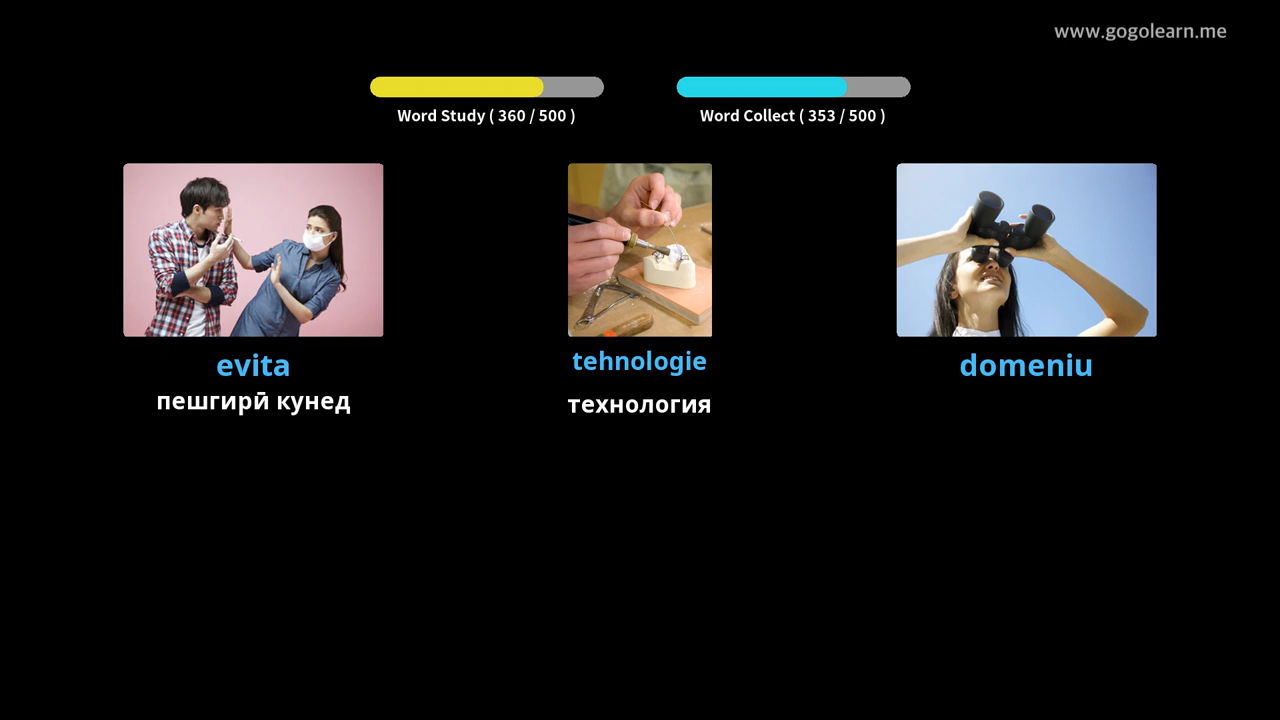 www.gogolearn.me
Word Study ( 360 / 500 )
Word Collect ( 353 / 500 )
evita
пешгирӣ кунед
tehnologie
технология
domeniu